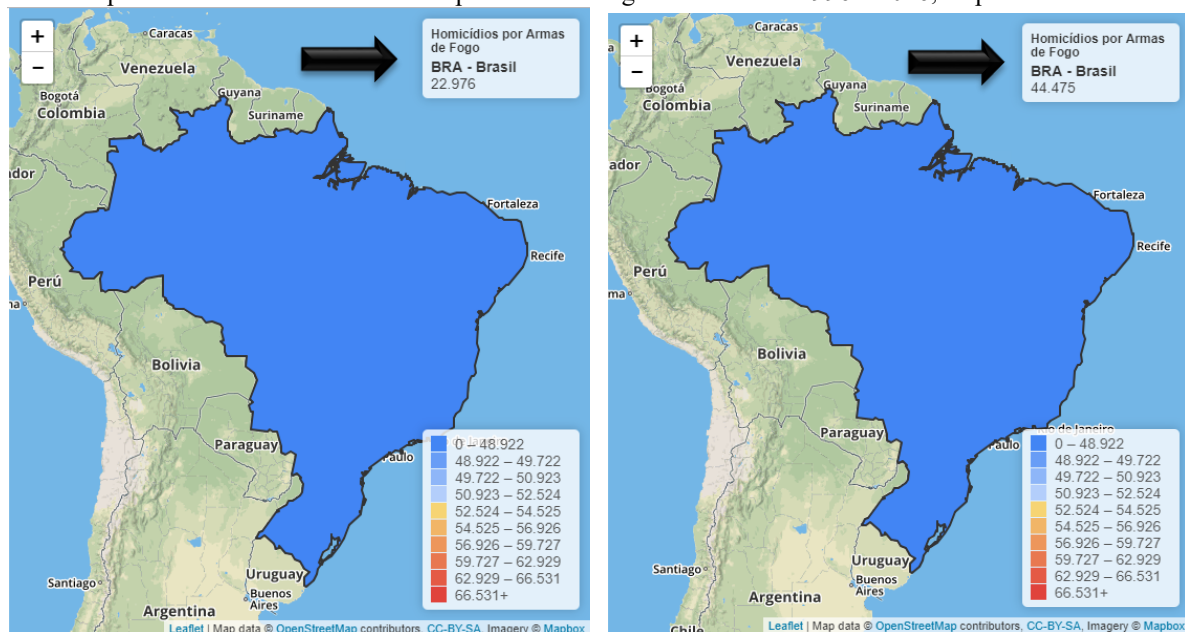 +
−
Caracas
Venezuela
Bogotá
Colombia
Guyana
Suriname
Homicídios por Armas
de Fogo
BRA - Brasil
22.976
Fortaleza
Recife
Perú
Bolivia
Paraguay
Paulo
Uruguay
Santiago
Buenos
Aires
Argentina
0 – 48.922
48.922 – 49.722
49.722 – 50.923
50.923 – 52.524
52.524 – 54.525
54.525 – 56.926
56.926 – 59.727
59.727 – 62.929
62.929 – 66.531
66.531+
Leaflet | Map data © OpenStreetMap contributors, CC-BY-SA, Imagery © Mapbox
+
−
Caracas
Venezuela
Bogotá
Colombia
Guyana
Suriname
Homicídios por Armas
de Fogo
BRA - Brasil
44.475
Fortaleza
Recife
Perú
Bolivia
Paraguay
de Janeiro
Paulo
Uruguay
Santiago
Buenos
Aires
Argentina
Chile
0 – 48.922
48.922 – 49.722
49.722 – 50.923
50.923 – 52.524
52.524 – 54.525
54.525 – 56.926
56.926 – 59.727
59.727 – 62.929
62.929 – 66.531
66.531+
Leaflet | Map data © OpenStreetMap contributors, CC-BY-SA, Imagery © Mapbox